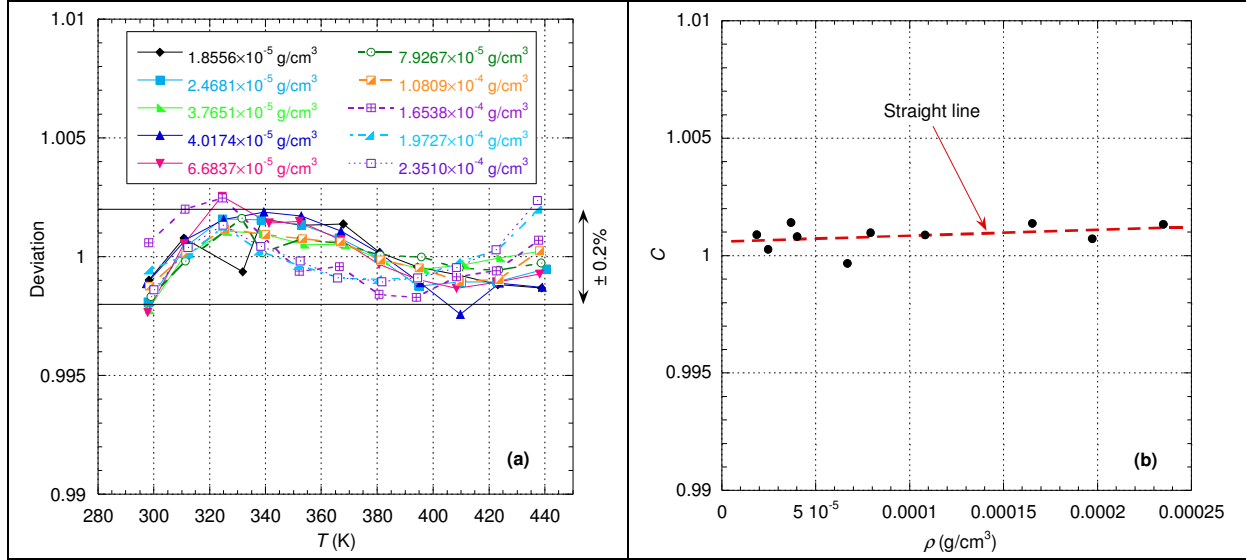 1.01
1.005
1
0.995
0.99
Deviation
1.8556×10⁻⁵ g/cm³
2.4681×10⁻⁵ g/cm³
3.7651×10⁻⁵ g/cm³
4.0174×10⁻⁵ g/cm³
6.6837×10⁻⁵ g/cm³
7.9267×10⁻⁵ g/cm³
1.0809×10⁻⁴ g/cm³
1.6538×10⁻⁴ g/cm³
1.9727×10⁻⁴ g/cm³
2.3510×10⁻⁴ g/cm³
± 0.2%
(a)
280 300 320 340 360 380 400 420 440
T (K)
1.01
1.005
1
0.995
0.99
C
Straight line
(b)
0 5 10⁻⁵ 0.0001 0.00015 0.0002 0.00025
ρ (g/cm³)